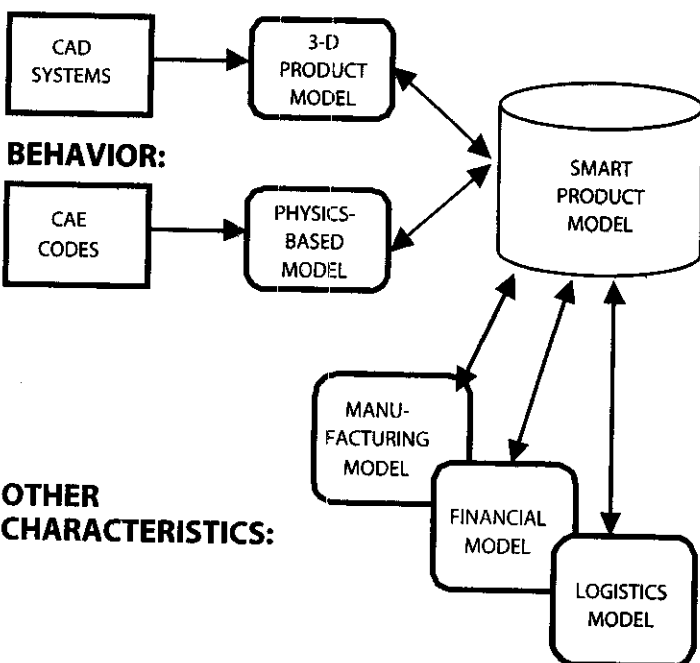 CAD
SYSTEMS
3-D
PRODUCT
MODEL
BEHAVIOR:
CAE
CODES
PHYSICS-
BASED
MODEL
SMART
PRODUCT
MODEL
MANU-
FACTURING
MODEL
OTHER
CHARACTERISTICS:
FINANCIAL
MODEL
LOGISTICS
MODEL